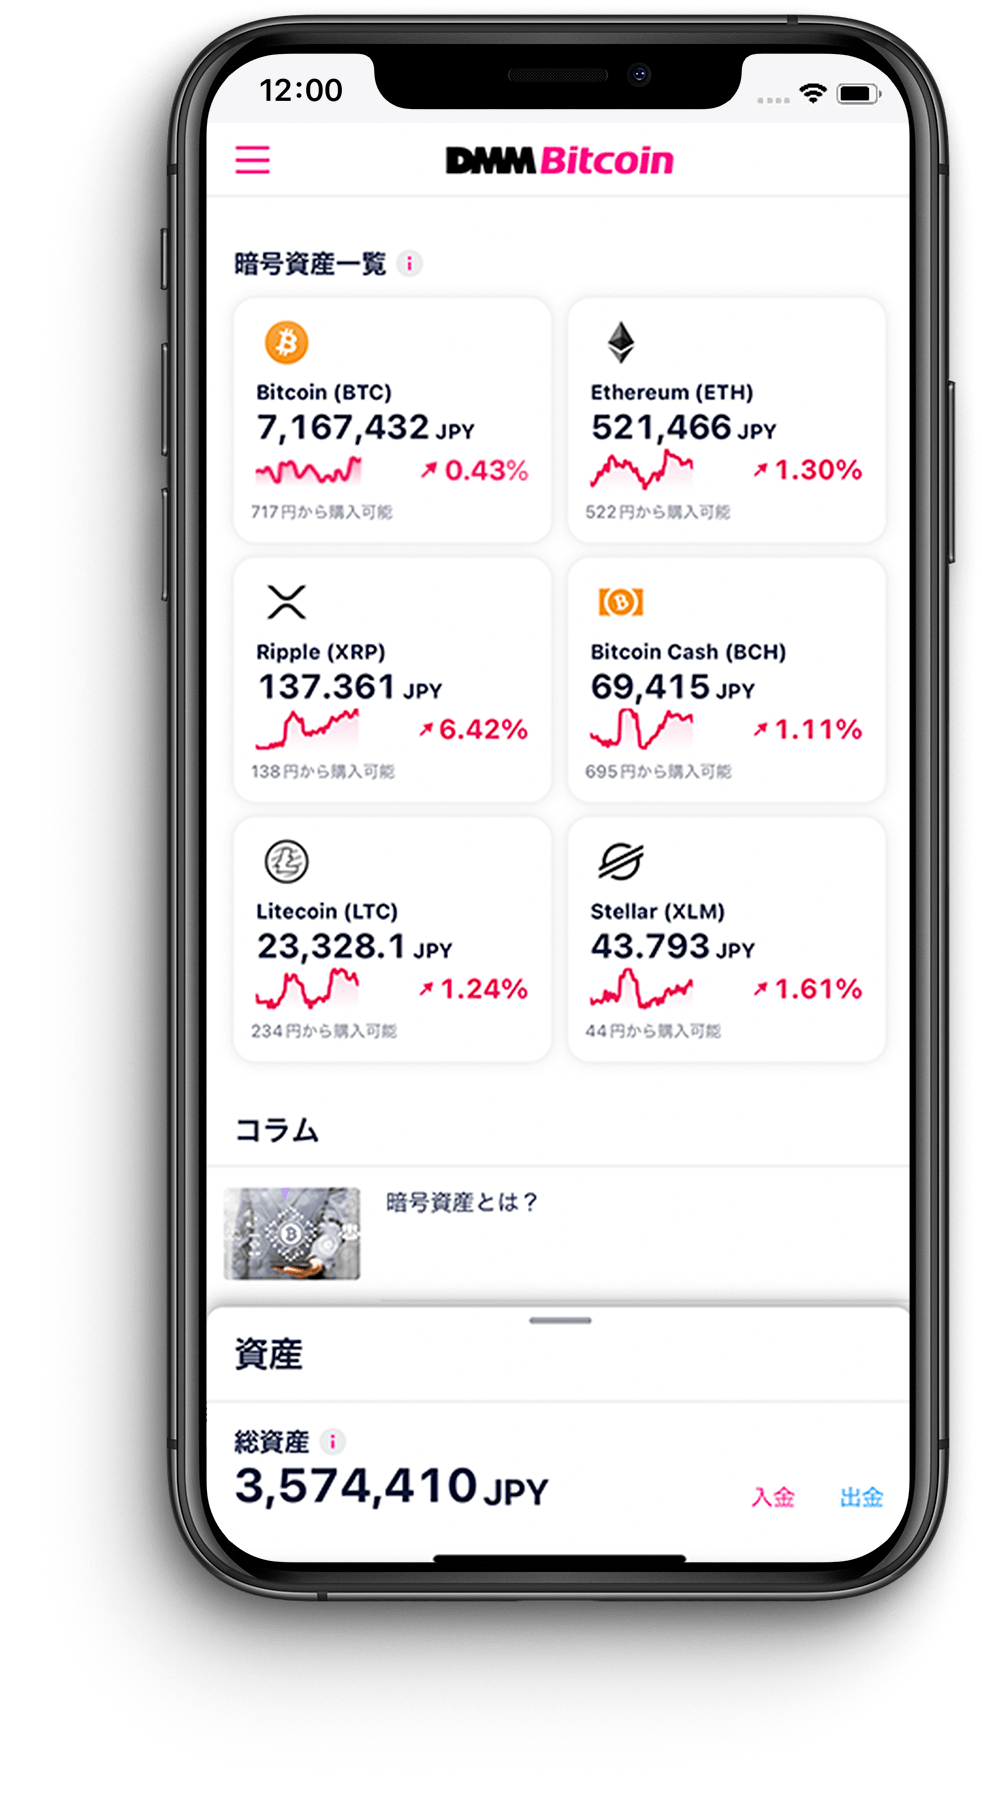 12:00
DMM Bitcoin
暗号資産一覧 i
Bitcoin (BTC)
7,167,432 JPY
0.43%
717円から購入可能
Ethereum (ETH)
521,466 JPY
1.30%
522円から購入可能
Ripple (XRP)
137.361 JPY
6.42%
138円から購入可能
Bitcoin Cash (BCH)
69,415 JPY
1.11%
695円から購入可能
Litecoin (LTC)
23,328.1 JPY
1.24%
234円から購入可能
Stellar (XLM)
43.793 JPY
1.61%
44円から購入可能
コラム
暗号資産とは？
資産
総資産 i
3,574,410 JPY
入金
出金